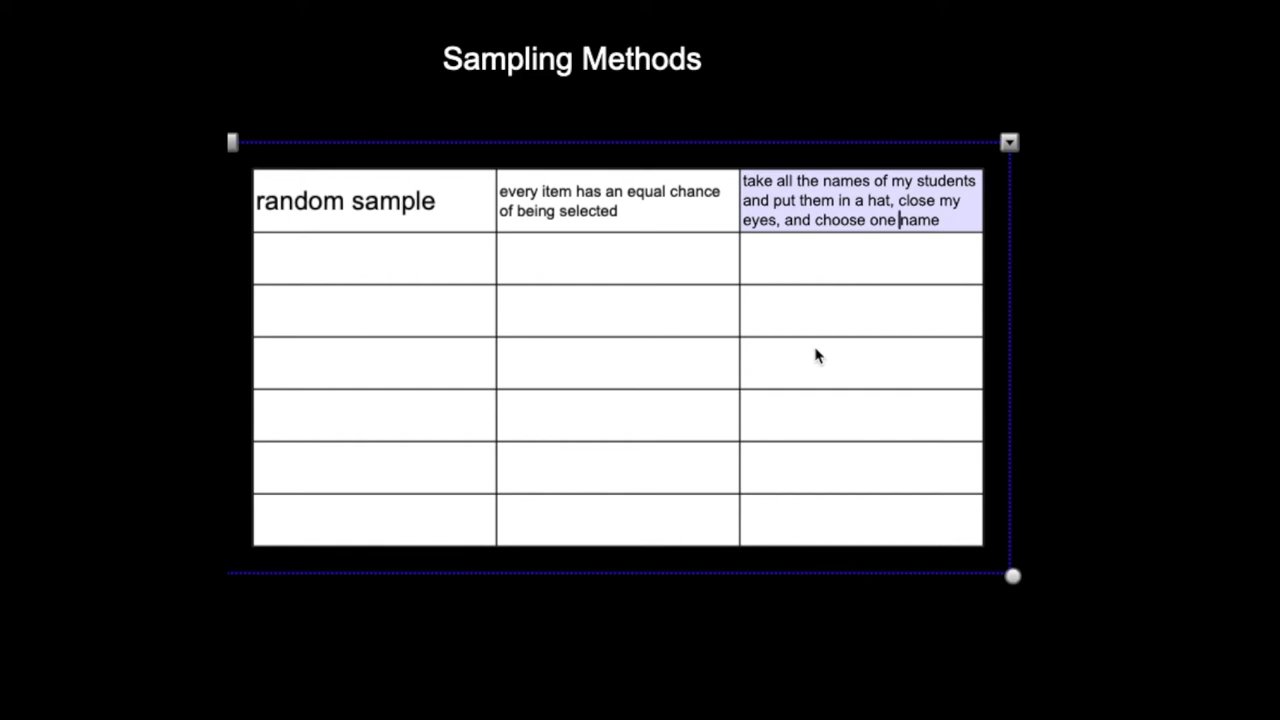 Sampling Methods
random sample
every item has an equal chance
of being selected
take all the names of my students
and put them in a hat, close my
eyes, and choose one name